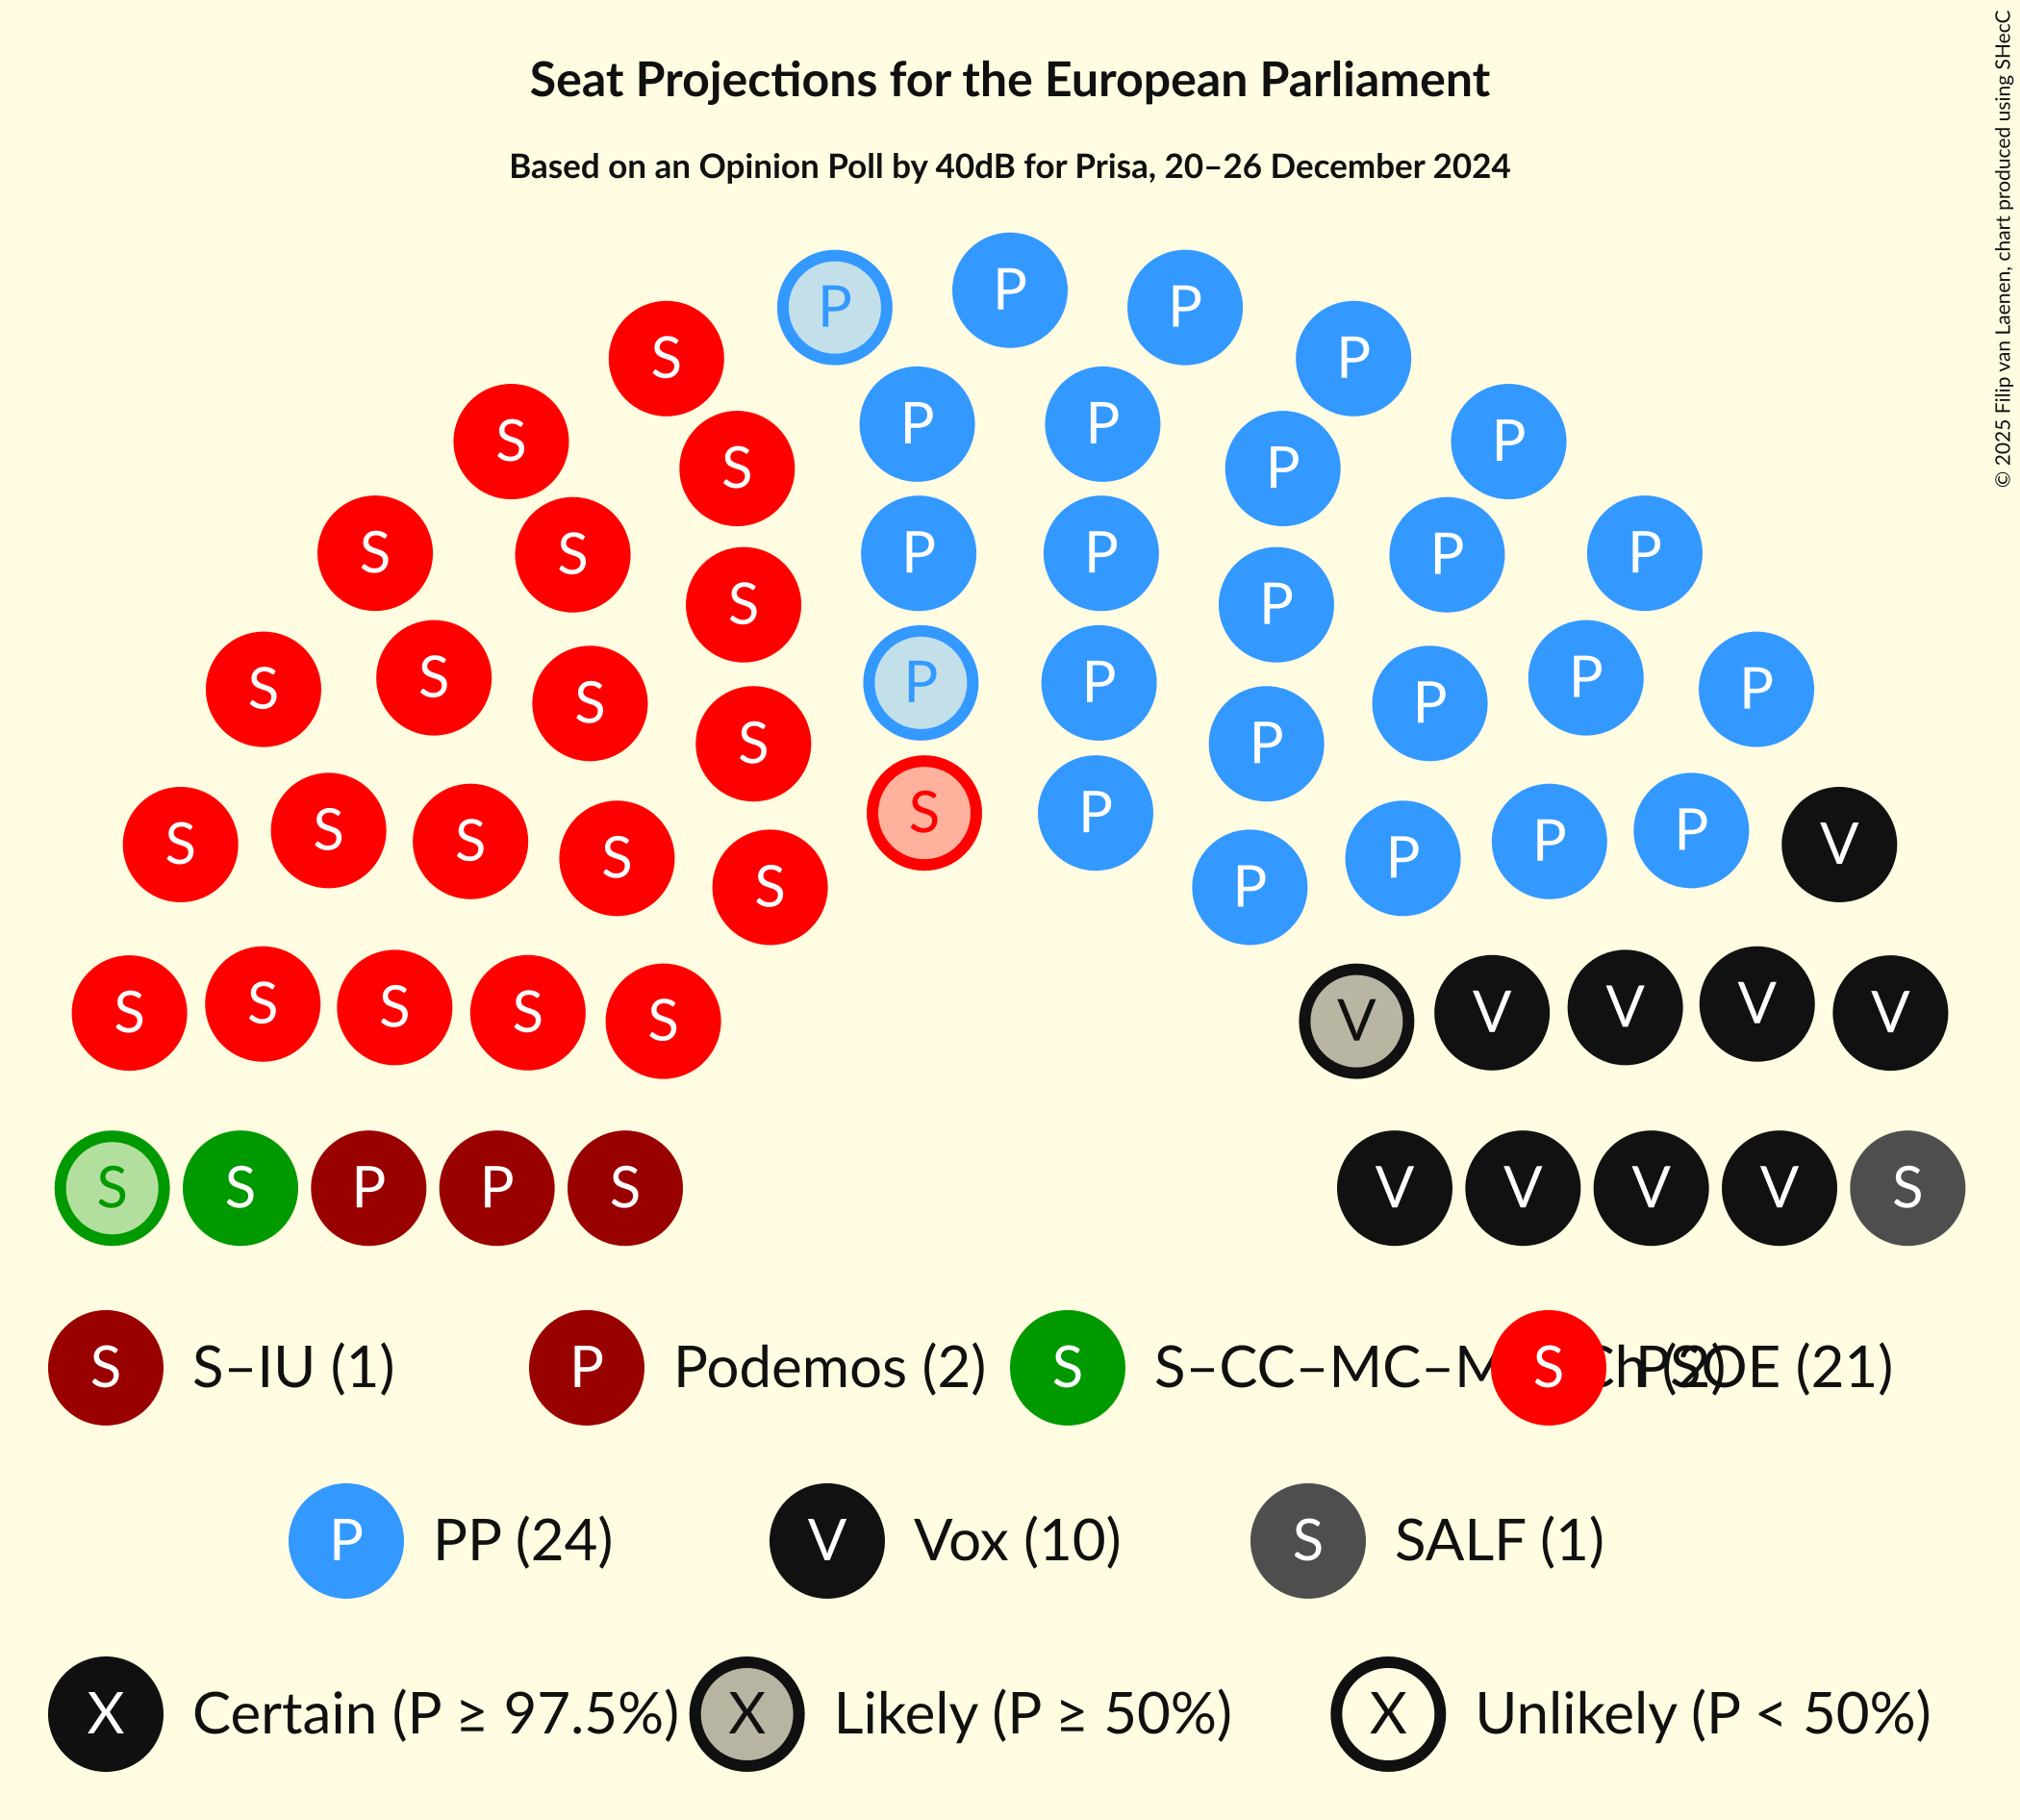 Seat Projections for the European Parliament
Based on an Opinion Poll by 40dB for Prisa, 20–26 December 2024
© 2025 Filip van Laenen, chart produced using SHecC
P
P P
P P
S P
P P
S P
S P
S S P P
S S P P
S P P P
S P
S S P P
S P P P
S P
S S S S S S P P P P P V
S S S S S V V V V V
S S P P S V V V V S
S S–IU (1) P Podemos (2) S S–CC–MC–M S PSOE (21)
P PP (24) V Vox (10) S SALF (1)
X Certain (P ≥ 97.5%) X Likely (P ≥ 50%) X Unlikely (P < 50%)